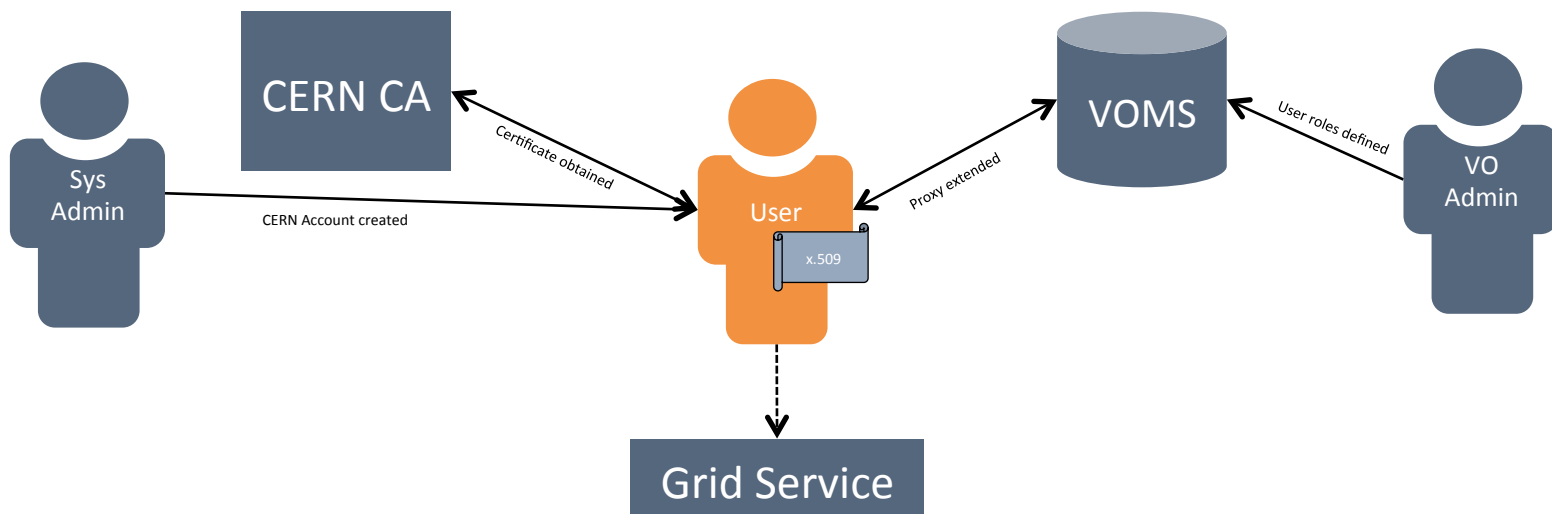 CERN CA
Sys
Admin
Certificate obtained
CERN Account created
User
x.509
Proxy extended
VOMS
User roles defined
VO
Admin
Grid Service